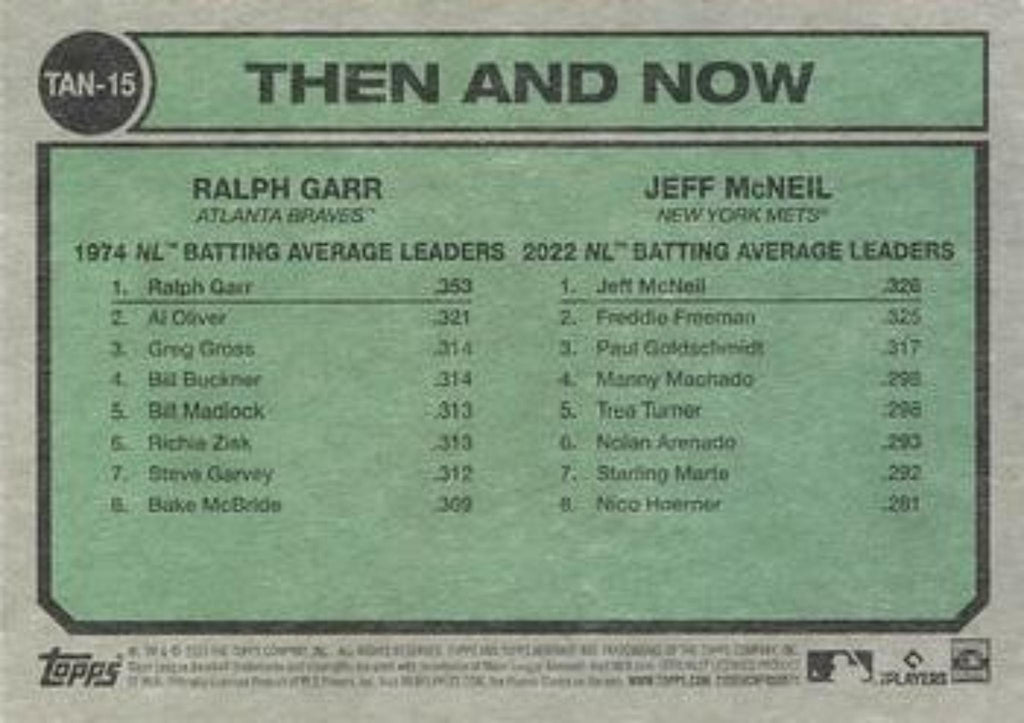 TAN-15
THEN AND NOW
RALPH GARR
ATLANTA BRAVES™
1974 NL™ BATTING AVERAGE LEADERS
1. Ralph Garr .353
2. Al Oliver .321
3. Greg Gross .314
4. Bill Buckner .314
5. Bill Madlock .313
6. Richie Zisk .313
7. Steve Garvey .312
8. Bake McBride .309
JEFF McNEIL
NEW YORK METS®
2022 NL™ BATTING AVERAGE LEADERS
1. Jeff McNeil .326
2. Freddie Freeman .325
3. Paul Goldschmidt .317
4. Manny Machado .298
5. Trea Turner .298
6. Nolan Arenado .293
7. Starling Marte .292
8. Nico Hoerner .281
Topps
PLAYERS